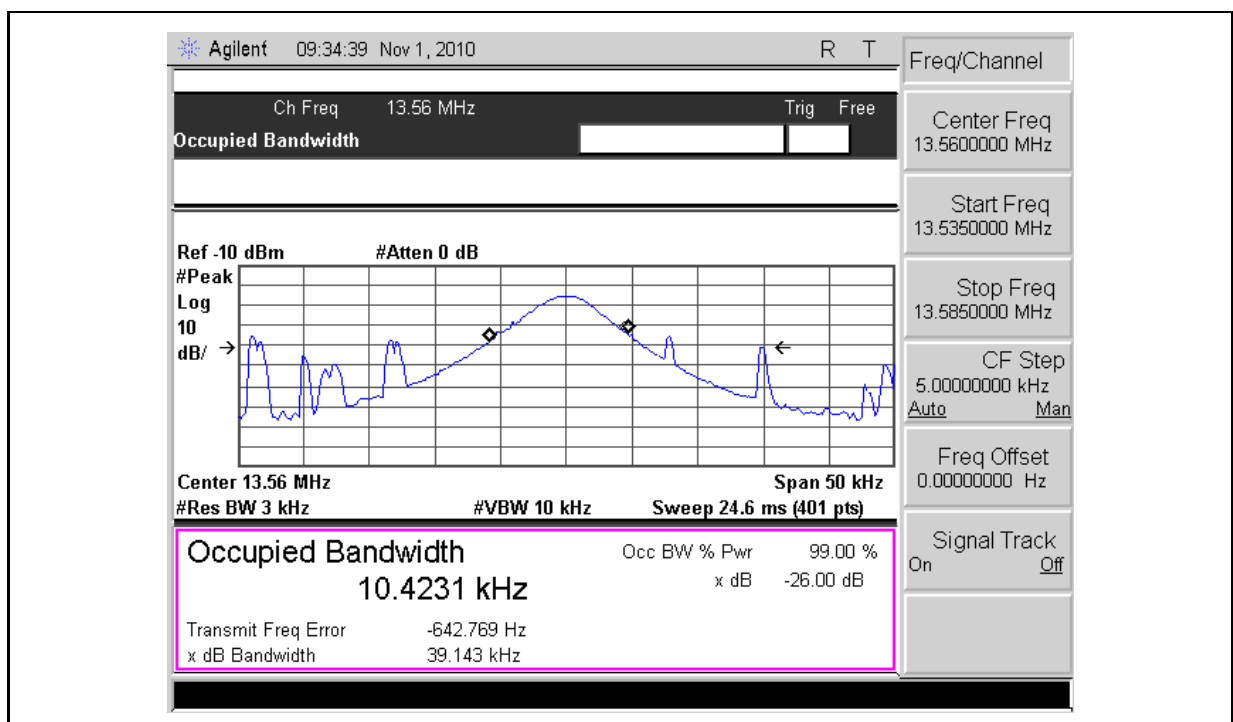 Agilent 09:34:39 Nov 1, 2010 R T
Freq/Channel
Ch Freq 13.56 MHz Trig Free
Occupied Bandwidth
Center Freq
13.5600000 MHz
Start Freq
13.5350000 MHz
Stop Freq
13.5850000 MHz
CF Step
5.00000000 kHz
Auto Man
Freq Offset
0.00000000 Hz
Signal Track
On Off
Ref -10 dBm #Atten 0 dB
#Peak
Log
10
dB/
Center 13.56 MHz Span 50 kHz
#Res BW 3 kHz #VBW 10 kHz Sweep 24.6 ms (401 pts)
Occupied Bandwidth
10.4231 kHz
Occ BW % Pwr 99.00 %
x dB -26.00 dB
Transmit Freq Error -642.769 Hz
x dB Bandwidth 39.143 kHz